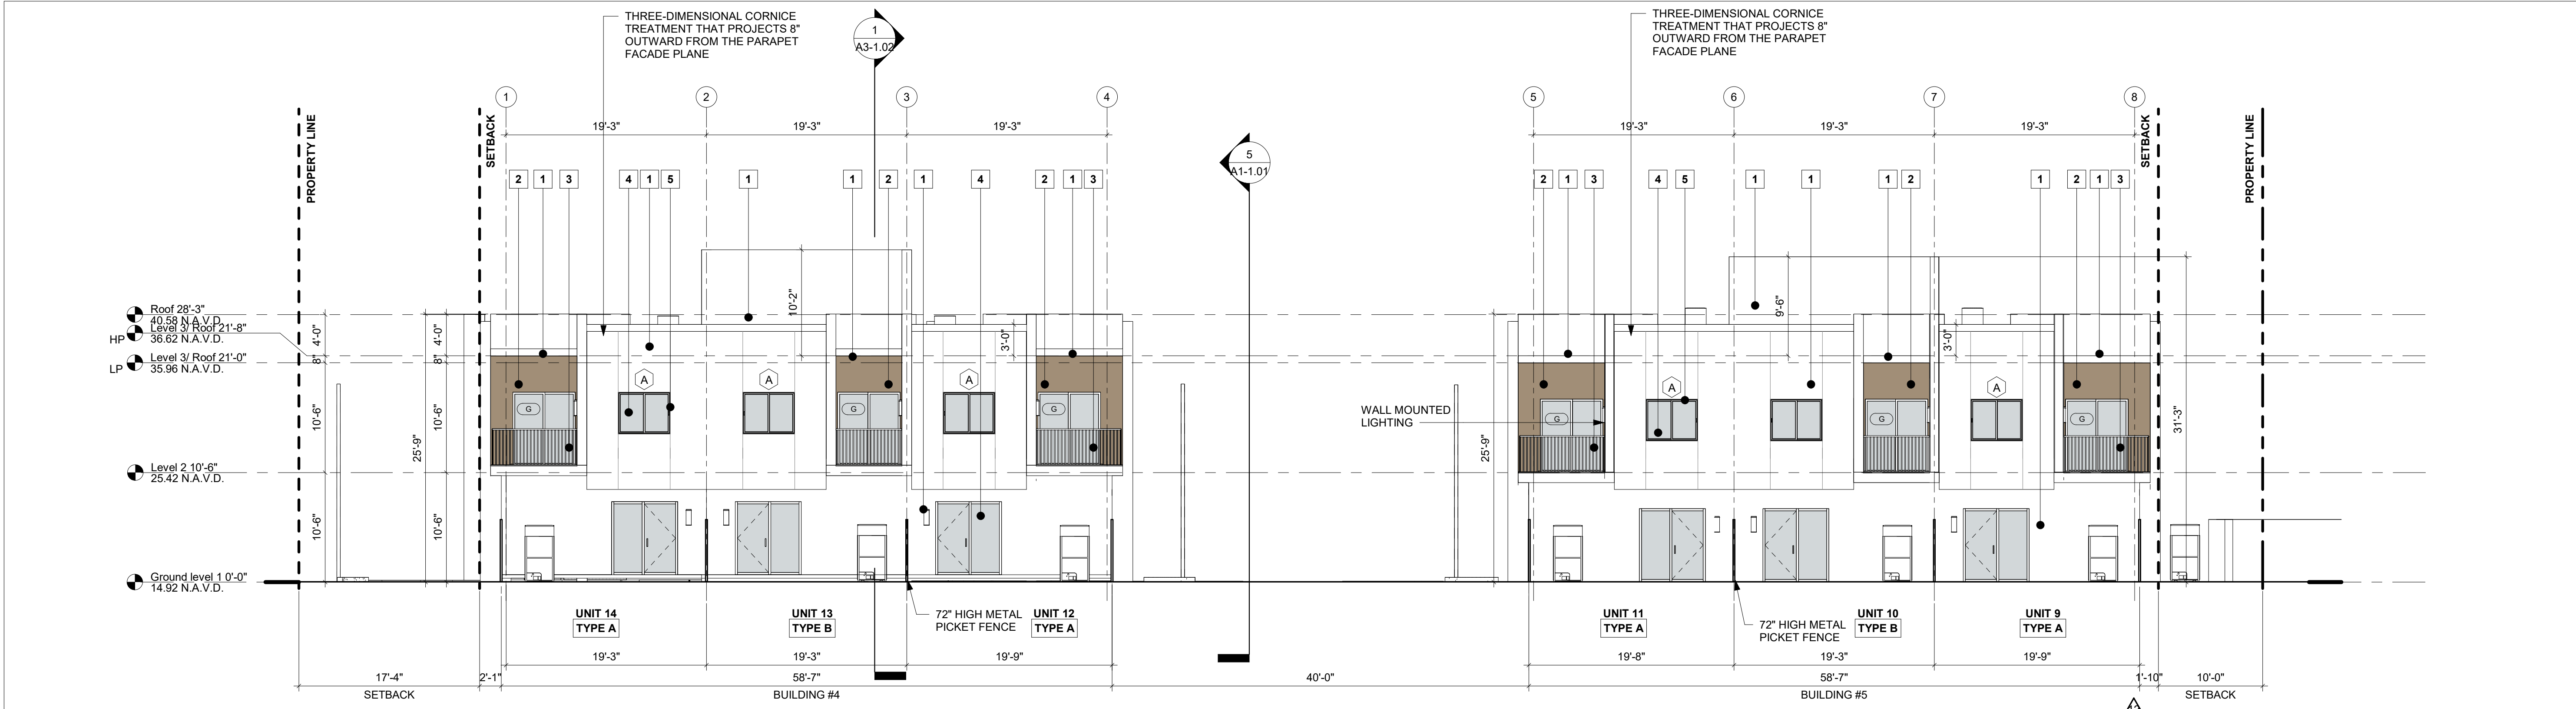 THREE-DIMENSIONAL CORNICE
TREATMENT THAT PROJECTS 8"
OUTWARD FROM THE PARAPET
FACADE PLANE
1
A3-1.02
THREE-DIMENSIONAL CORNICE
TREATMENT THAT PROJECTS 8"
OUTWARD FROM THE PARAPET
FACADE PLANE
1 2 3 4 5 6 7 8
PROPERTY LINE
SETBACK
19'-3" 19'-3" 19'-3"
5
A1-1.01
19'-3" 19'-3" 19'-3"
SETBACK
PROPERTY LINE
2 1 3 4 1 5 1 1 2 1 4 2 1 3
2 1 3 4 5 1 1 1 2 1 2 1 3
Roof 28'-3"
40.58 N.A.V.D.
HP Level 3/ Roof 21'-8"
36.62 N.A.V.D.
LP Level 3/ Roof 21'-0"
35.96 N.A.V.D.
Level 2 10'-6"
25.42 N.A.V.D.
Ground level 1 0'-0"
14.92 N.A.V.D.
4'-0"
8"
10'-6"
10'-6"
25'-9"
4'-0"
8"
10'-6"
10'-6"
10'-2"
3'-0"
A A A
G G G
WALL MOUNTED
LIGHTING
25'-9"
9'-6"
3'-0"
31'-3"
A A
G G G
UNIT 14
TYPE A
UNIT 13
TYPE B
72" HIGH METAL
PICKET FENCE
UNIT 12
TYPE A
UNIT 11
TYPE A
72" HIGH METAL
PICKET FENCE
UNIT 10
TYPE B
UNIT 9
TYPE A
19'-3" 19'-3" 19'-9" 19'-8" 19'-3" 19'-9"
17'-4" 2'-1" 58'-7" 40'-0" 58'-7" 1'-10" 10'-0"
SETBACK BUILDING #4 BUILDING #5 SETBACK